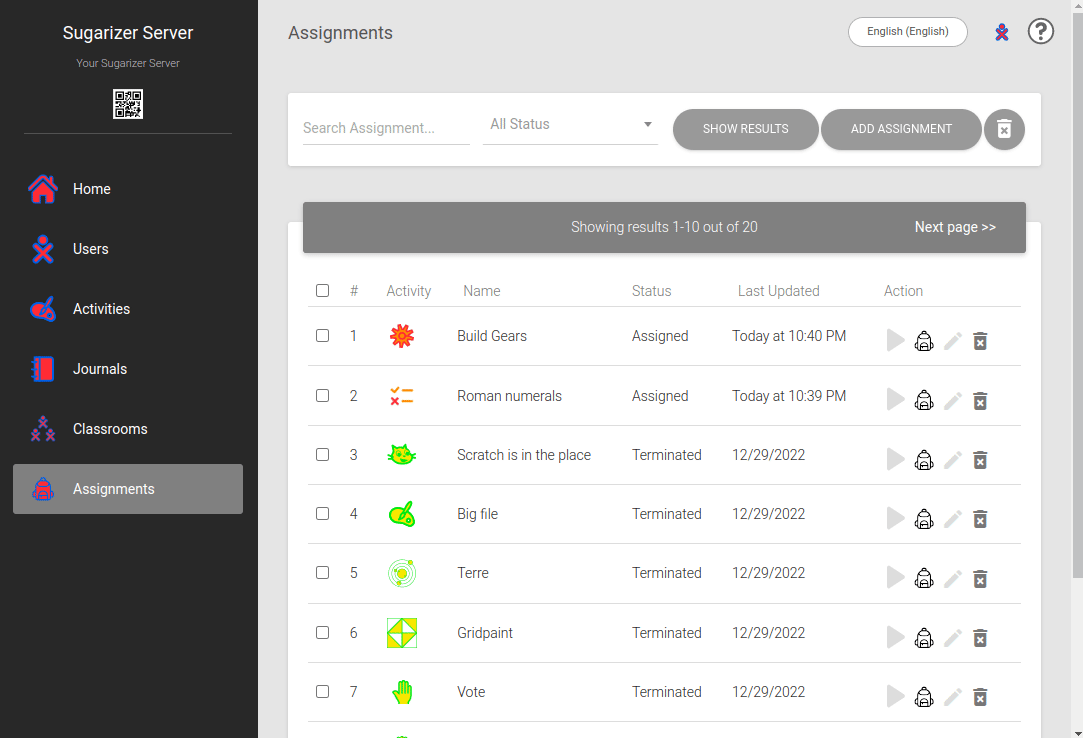 Sugarizer Server
Your Sugarizer Server
Home
Users
Activities
Journals
Classrooms
Assignments
Assignments
English (English)
?
Search Assignment...
All Status
SHOW RESULTS
ADD ASSIGNMENT
Showing results 1-10 out of 20
Next page >>
# Activity Name Status Last Updated Action
1 Build Gears Assigned Today at 10:40 PM
2 Roman numerals Assigned Today at 10:39 PM
3 Scratch is in the place Terminated 12/29/2022
4 Big file Terminated 12/29/2022
5 Terre Terminated 12/29/2022
6 Gridpaint Terminated 12/29/2022
7 Vote Terminated 12/29/2022